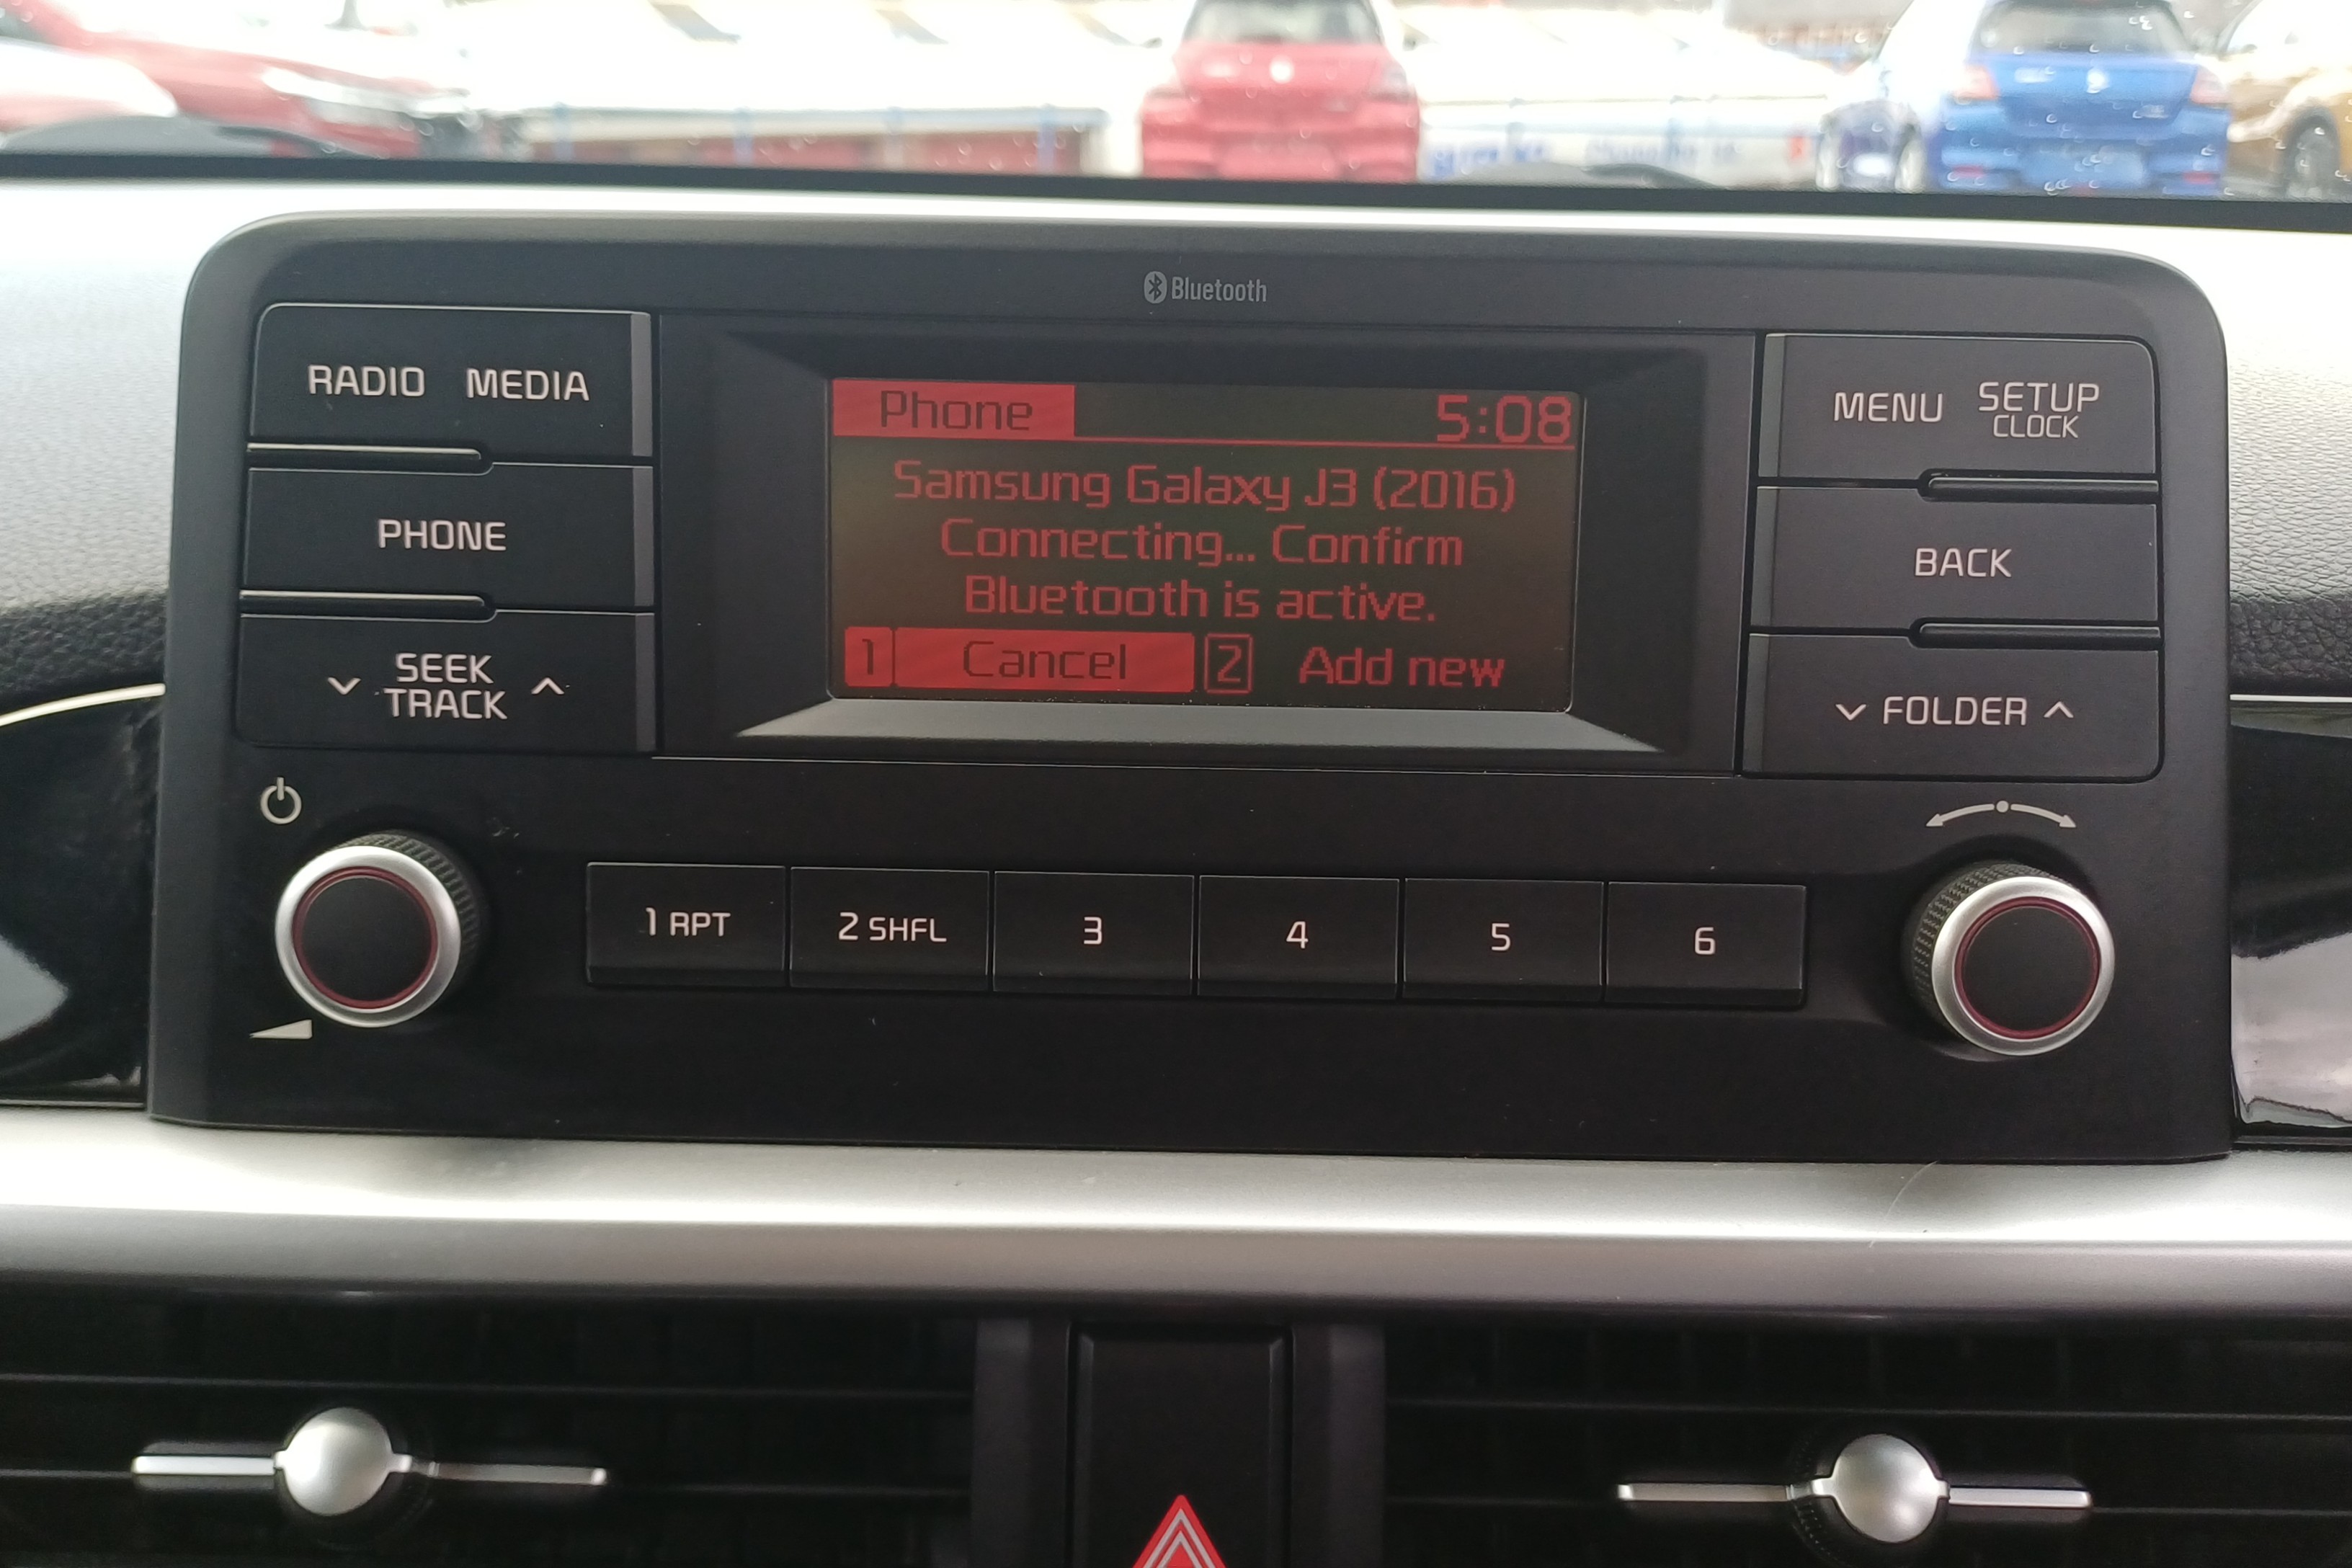 Bluetooth
RADIO MEDIA
PHONE
SEEK
TRACK
Phone 5:08
Samsung Galaxy J3 (2016)
Connecting... Confirm
Bluetooth is active.
1 Cancel 2 Add new
MENU SETUP
CLOCK
BACK
FOLDER
1 RPT 2 SHFL 3 4 5 6